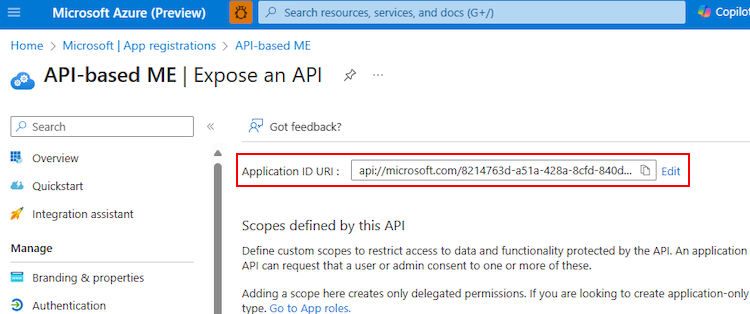 Microsoft Azure (Preview)
Search resources, services, and docs (G+/)
Copilot
Home > Microsoft | App registrations > API-based ME >
API-based ME | Expose an API
Search
Got feedback?
Overview
Quickstart
Integration assistant
Manage
Branding & properties
Authentication
Application ID URI :
api://microsoft.com/8214763d-a51a-428a-8cfd-840d...
Edit
Scopes defined by this API
Define custom scopes to restrict access to data and functionality protected by the API. An application
API can request that a user or admin consent to one or more of these.
Adding a scope here creates only delegated permissions. If you are looking to create application-only
type. Go to App roles.